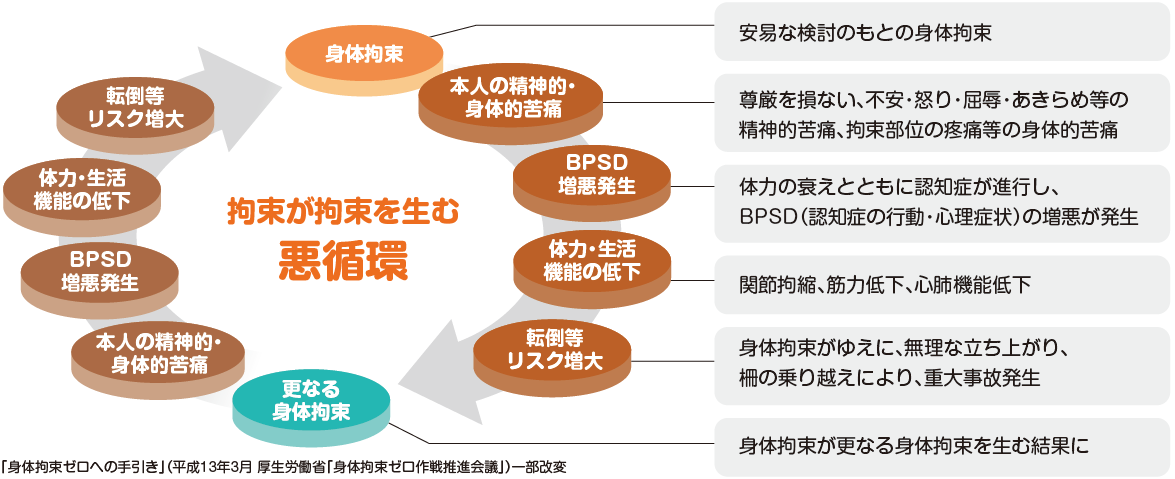 身体拘束
安易な検討のもとの身体拘束
本人の精神的・
身体的苦痛
尊厳を損ない、不安・怒り・屈辱・あきらめ等の
精神的苦痛、拘束部位の疼痛等の身体的苦痛
BPSD
増悪発生
体力の衰えとともに認知症が進行し、
BPSD（認知症の行動・心理症状）の増悪が発生
体力・生活
機能の低下
関節拘縮、筋力低下、心肺機能低下
転倒等
リスク増大
身体拘束がゆえに、無理な立ち上がり、
柵の乗り越えにより、重大事故発生
更なる
身体拘束
身体拘束が更なる身体拘束を生む結果に
本人の精神的・
身体的苦痛
BPSD
増悪発生
体力・生活
機能の低下
転倒等
リスク増大
拘束が拘束を生む
悪循環
「身体拘束ゼロへの手引き」（平成13年3月 厚生労働省「身体拘束ゼロ作戦推進会議」）一部改変